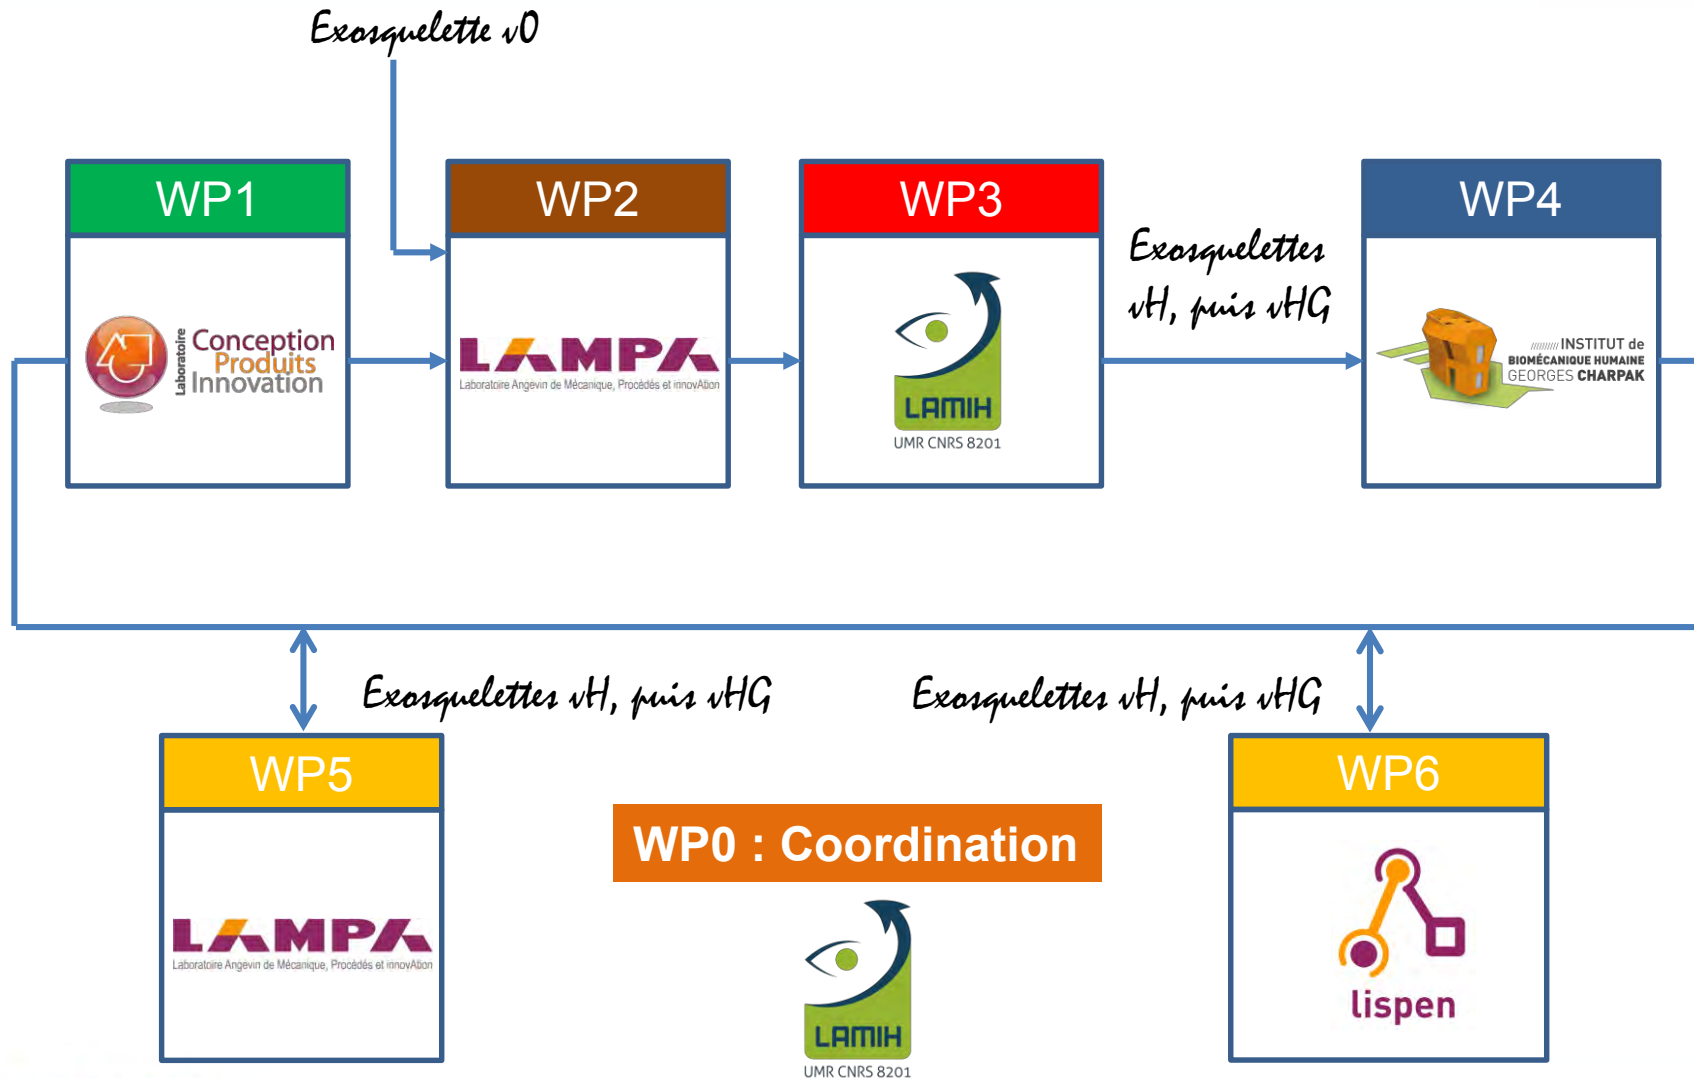 Exosquelette v0
WP1
WP2
WP3
WP4
Laboratoire
Conception
Produits
Innovation
LAMPA
Laboratoire Angevin de Mécanique, Procédés et innovAtion
LAMIH
UMR CNRS 8201
Exosquelettes
vH, puis vHG
INSTITUT de
BIOMÉCANIQUE HUMAINE
GEORGES CHARPAK
Exosquelettes vH, puis vHG
Exosquelettes vH, puis vHG
WP5
LAMPA
Laboratoire Angevin de Mécanique, Procédés et innovAtion
WP0 : Coordination
LAMIH
UMR CNRS 8201
WP6
lispen